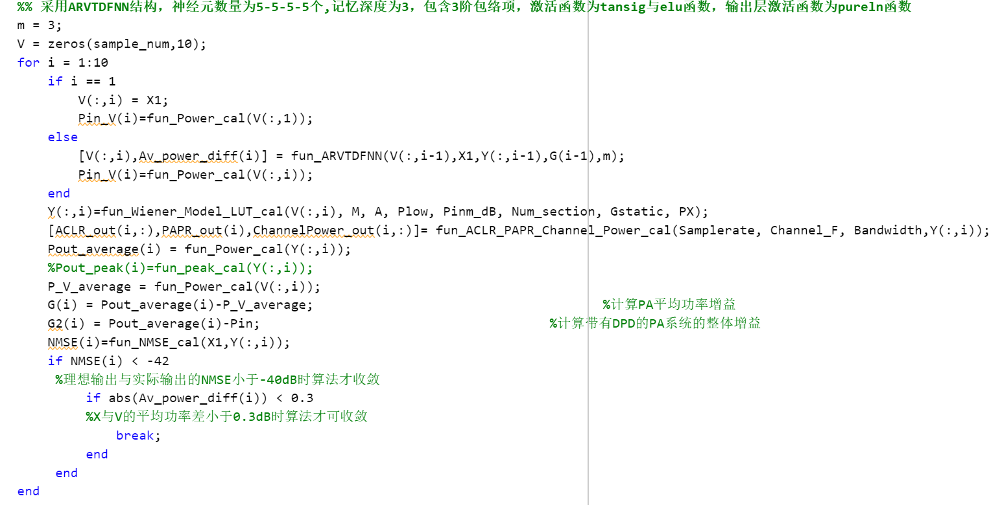 %% 采用ARVTDFNN结构，神经元数量为5-5-5-5个,记忆深度为3，包含3阶包络项，激活函数为tansig与elu函数，输出层激活函数为pureln函数
m = 3;
V = zeros(sample_num,10);
for i = 1:10
    if i == 1
        V(:,i) = X1;
        Pin_V(i)=fun_Power_cal(V(:,1));
    else
        [V(:,i),Av_power_diff(i)] = fun_ARVTDFNN(V(:,i-1),X1,Y(:,i-1),G(i-1),m);
        Pin_V(i)=fun_Power_cal(V(:,i));
    end
    Y(:,i)=fun_Wiener_Model_LUT_cal(V(:,i), M, A, Plow, Pinm_dB, Num_section, Gstatic, PX);
    [ACLR_out(i,:),PAPR_out(i),ChannelPower_out(i,:)]= fun_ACLR_PAPR_Channel_Power_cal(Samplerate, Channel_F, Bandwidth,Y(:,i));
    Pout_average(i) = fun_Power_cal(Y(:,i));
    %Pout_peak(i)=fun_peak_cal(Y(:,i));
    P_V_average = fun_Power_cal(V(:,i));
    G(i) = Pout_average(i)-P_V_average; %计算PA平均功率增益
    G2(i) = Pout_average(i)-Pin; %计算带有DPD的PA系统的整体增益
    NMSE(i)=fun_NMSE_cal(X1,Y(:,i));
    if NMSE(i) < -42
     %理想输出与实际输出的NMSE小于-40dB时算法才收敛
         if abs(Av_power_diff(i)) < 0.3
         %X与V的平均功率差小于0.3dB时算法才可收敛
             break;
         end
     end
end